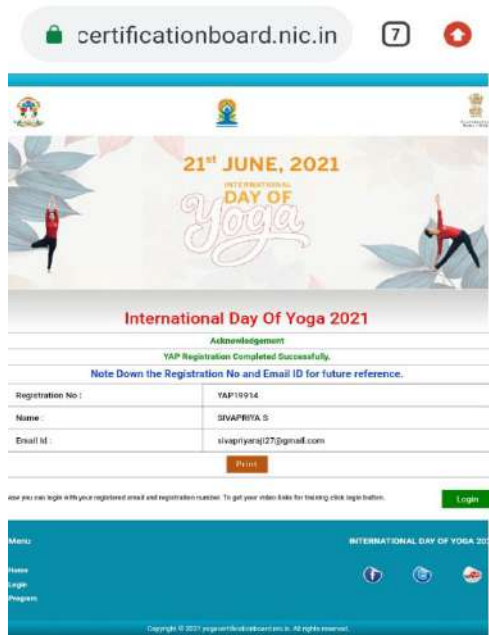 certificationboard.nic.in
7
21st JUNE, 2021
INTERNATIONAL
DAY OF
Yoga
International Day Of Yoga 2021
Acknowledgement
YAP Registration Completed Successfully.
Note Down the Registration No and Email ID for future reference.
Registration No : YAP19914
Name : SIVAPRIYA S
Email Id : sivapriyaraji27@gmail.com
Print
Now you can login with your registered email and registration number. To get your video links for training click login button.
Login
Menu
INTERNATIONAL DAY OF YOGA 202
Home
Login
Program
Copyright © 2021 yogacertificationboard.nic.in. All rights reserved.